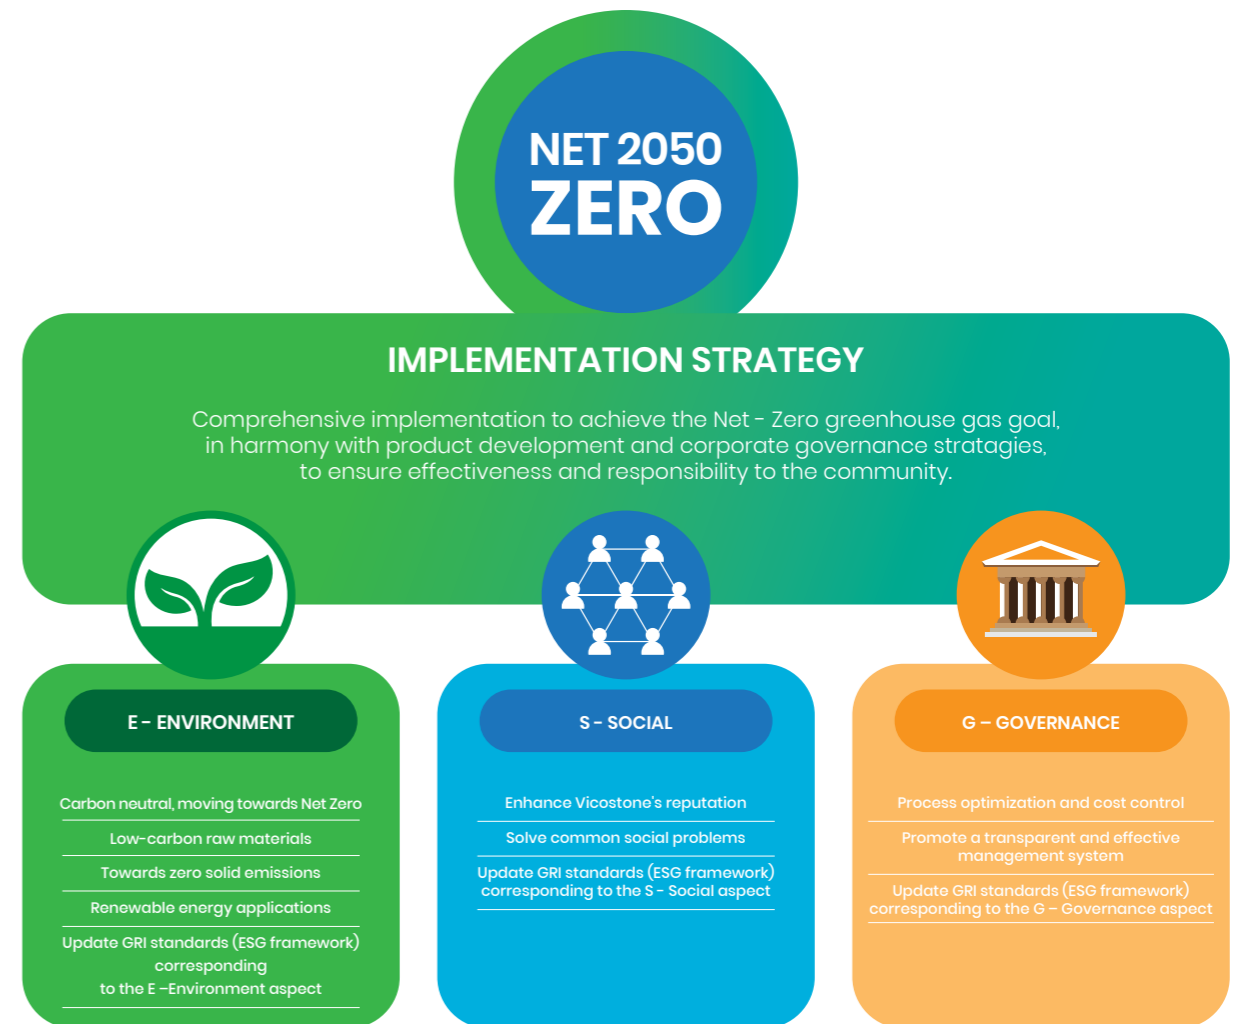 NET 2050
ZERO
IMPLEMENTATION STRATEGY
Comprehensive implementation to achieve the Net - Zero greenhouse gas goal,
in harmony with product development and corporate governance stratagies,
to ensure effectiveness and responsibility to the community.
E - ENVIRONMENT
Carbon neutral, moving towards Net Zero
Low-carbon raw materials
Towards zero solid emissions
Renewable energy applications
Update GRI standards (ESG framework)
corresponding
to the E –Environment aspect
S - SOCIAL
Enhance Vicostone's reputation
Solve common social problems
Update GRI standards (ESG framework)
corresponding to the S - Social aspect
G – GOVERNANCE
Process optimization and cost control
Promote a transparent and effective
management system
Update GRI standards (ESG framework)
corresponding to the G – Governance aspect